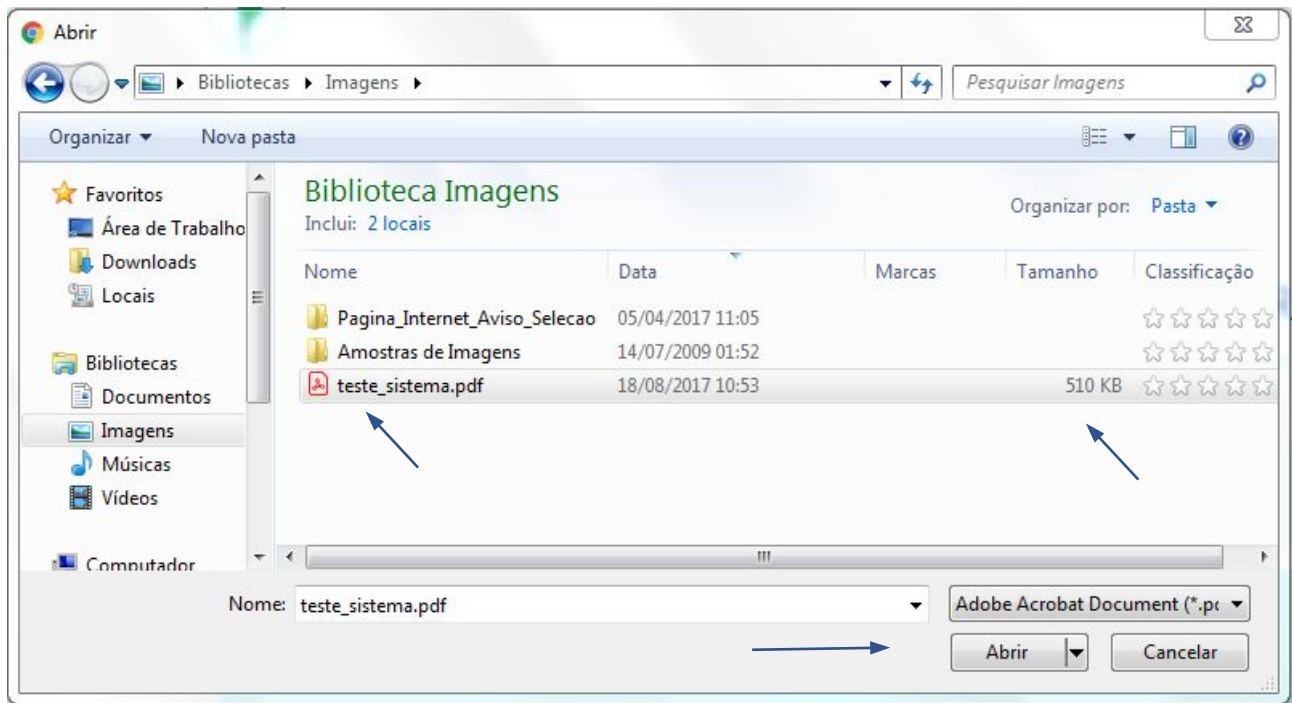 Abrir
Bibliotecas Imagens
Pesquisar Imagens
Organizar Nova pasta
Favoritos
Área de Trabalho
Downloads
Locais
Bibliotecas
Documentos
Imagens
Músicas
Vídeos
Computador
Biblioteca Imagens
Inclui: 2 locais
Organizar por: Pasta
Nome Data Marcas Tamanho Classificação
Pagina_Internet_Aviso_Selecao 05/04/2017 11:05
Amostras de Imagens 14/07/2009 01:52
teste_sistema.pdf 18/08/2017 10:53 510 KB
Nome: teste_sistema.pdf
Adobe Acrobat Document (*.p
Abrir Cancelar